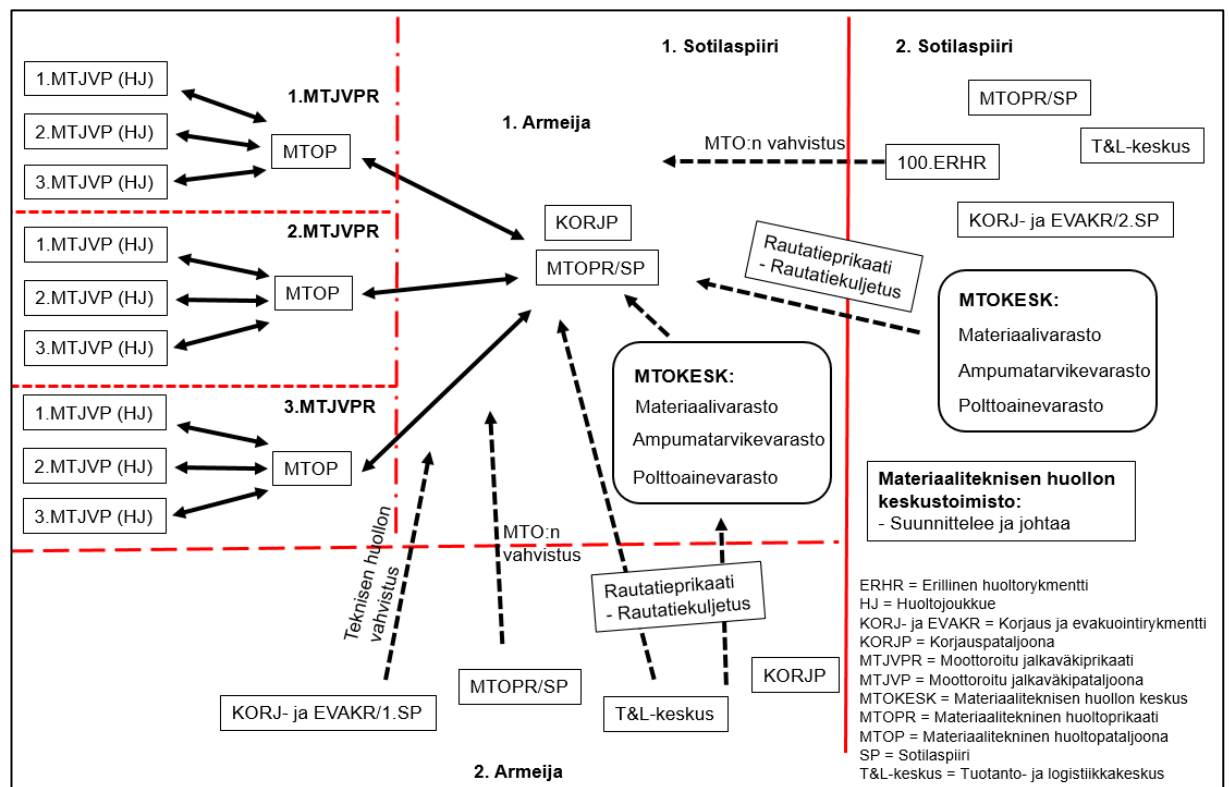 1. Sotilaspiiri
2. Sotilaspiiri
1. Armeija
1.MTJVPR
1.MTJVP (HJ)
2.MTJVP (HJ)
3.MTJVP (HJ)
MTOP
2.MTJVPR
1.MTJVP (HJ)
2.MTJVP (HJ)
3.MTJVP (HJ)
MTOP
3.MTJVPR
1.MTJVP (HJ)
2.MTJVP (HJ)
3.MTJVP (HJ)
MTOP
MTO:n vahvistus
100.ERHR
KORJP
MTOPR/SP
Rautatieprikaati
- Rautatiekuljetus
MTOKESK:
Materiaalivarasto
Ampumatarvikevarasto
Polttoainevarasto
MTOPR/SP
T&L-keskus
KORJ- ja EVAKR/2.SP
MTOKESK:
Materiaalivarasto
Ampumatarvikevarasto
Polttoainevarasto
Materiaaliteknisen huollon
keskustoimisto:
- Suunnittelee ja johtaa
Teknisen huollon
vahvistus
MTO:n
vahvistus
Rautatieprikaati
- Rautatiekuljetus
KORJ- ja EVAKR/1.SP
MTOPR/SP
T&L-keskus
KORJP
2. Armeija
ERHR = Erillinen huoltorykmentti
HJ = Huoltojoukkue
KORJ- ja EVAKR = Korjaus ja evakuointirykmentti
KORJP = Korjauspataljoona
MTJVPR = Moottoroitu jalkaväkiprikaati
MTJVP = Moottoroitu jalkaväkipataljoona
MTOKESK = Materiaaliteknisen huollon keskus
MTOPR = Materiaalitekninen huoltoprikaati
MTOP = Materiaalitekninen huoltopataljoona
SP = Sotilaspiiri
T&L-keskus = Tuotanto- ja logistiikkakeskus